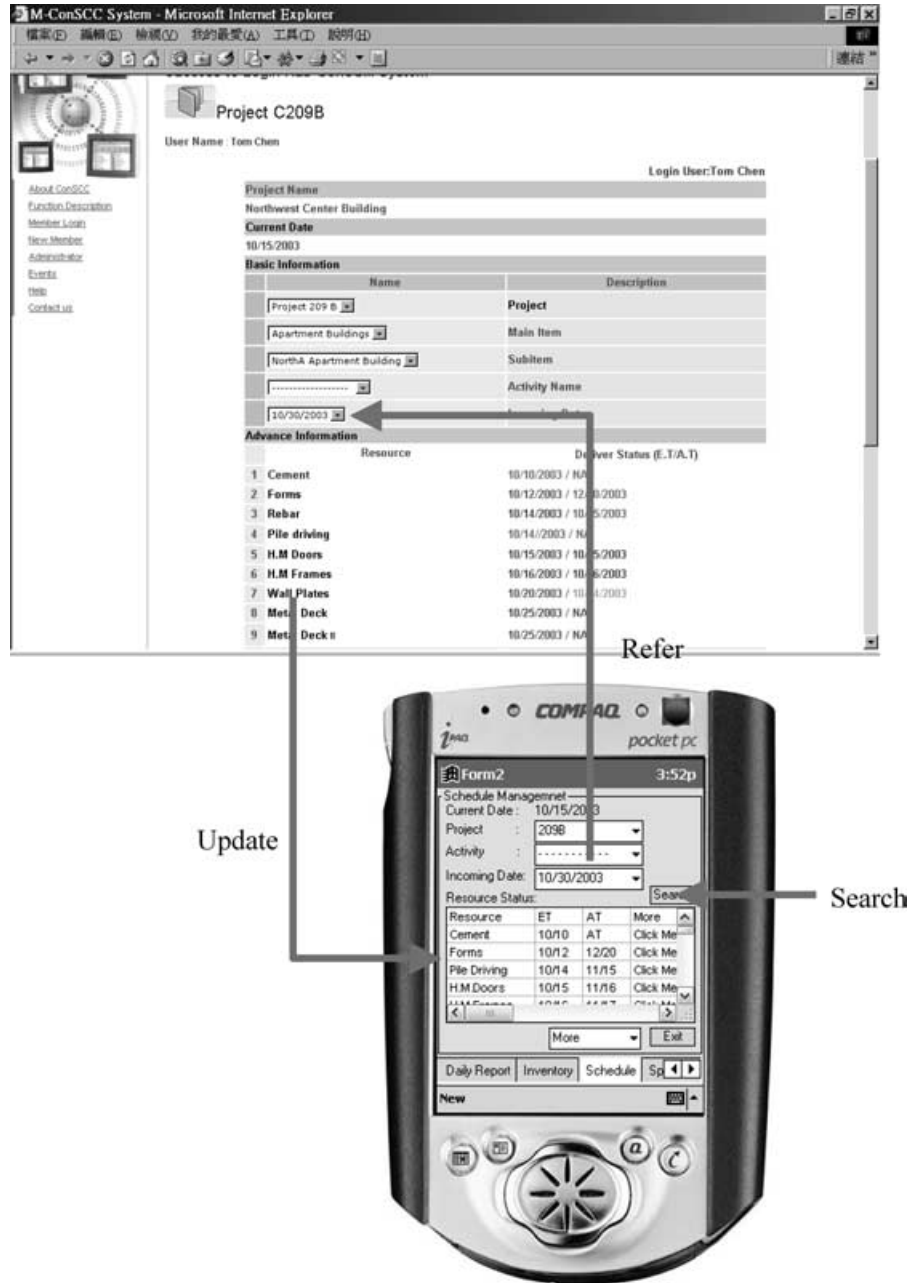 M-ConSCC System - Microsoft Internet Explorer
檔案(F) 編輯(E) 檢視(V) 我的最愛(A) 工具(T) 說明(H)
連結 »
Project C209B
User Name : Tom Chen
Login User:Tom Chen
About ConSCC
Function Description
Member Login
New Member
Administrator
Events
Help
Contact us
Project Name
Northwest Center Building
Current Date
10/15/2003
Basic Information
Name Description
Project 209 B Project
Apartment Buildings Main Item
NorthA Apartment Building Subitem
------------------ Activity Name
10/30/2003
Advance Information
Resource Deliver Status (E.T/A.T)
1 Cement 10/10/2003 / NA
2 Forms 10/12/2003 /
3 Rebar 10/14/2003 /
4 Pile driving 10/14//2003 / NA
5 H.M Doors 10/15/2003 /
6 H.M Frames 10/16/2003 /
7 Wall Plates 10/20/2003 /
8 Metal Deck 10/25/2003 / NA
9 Metal Deck II 10/25/2003 / NA
Refer
Update
Search
COMPAQ
iPAQ pocket pc
Form2 3:52p
Schedule Managemnet
Current Date : 10/15/2003
Project : 209B
Activity : -----------
Incoming Date: 10/30/2003
Resource Status: Search
Resource ET AT More
Cement 10/10 AT Click Me
Forms 10/12 12/20 Click Me
Pile Driving 10/14 11/15 Click Me
H.M.Doors 10/15 11/16 Click Me
More Exit
Daily Report Inventory Schedule Sp
New